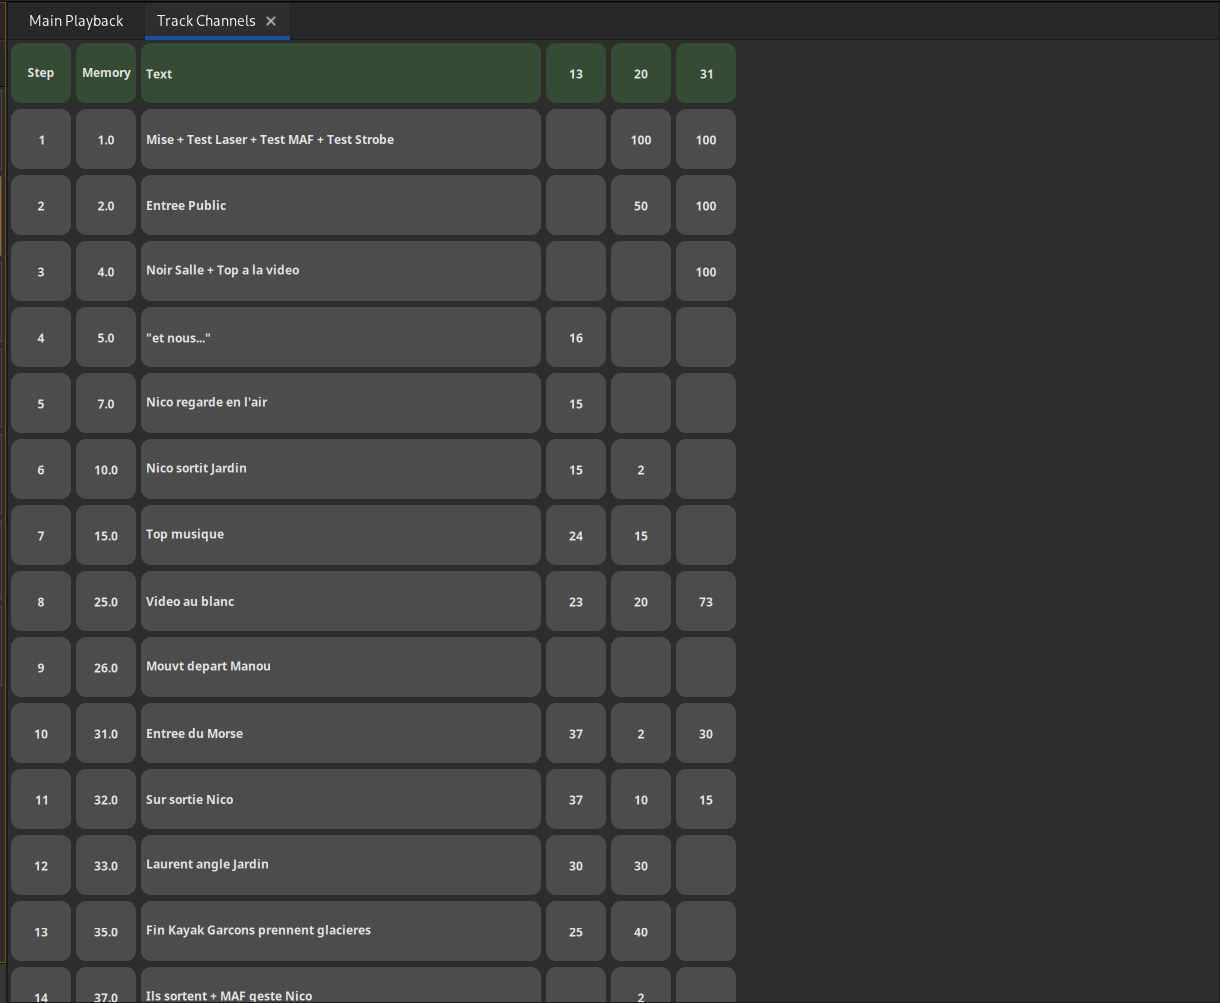 Main Playback Track Channels ×
Step Memory Text 13 20 31
1 1.0 Mise + Test Laser + Test MAF + Test Strobe 100 100
2 2.0 Entree Public 50 100
3 4.0 Noir Salle + Top a la video 100
4 5.0 "et nous..." 16
5 7.0 Nico regarde en l'air 15
6 10.0 Nico sortit Jardin 15 2
7 15.0 Top musique 24 15
8 25.0 Video au blanc 23 20 73
9 26.0 Mouvt depart Manou
10 31.0 Entree du Morse 37 2 30
11 32.0 Sur sortie Nico 37 10 15
12 33.0 Laurent angle Jardin 30 30
13 35.0 Fin Kayak Garcons prennent glacieres 25 40
14 37.0 Ils sortent + MAF geste Nico 2